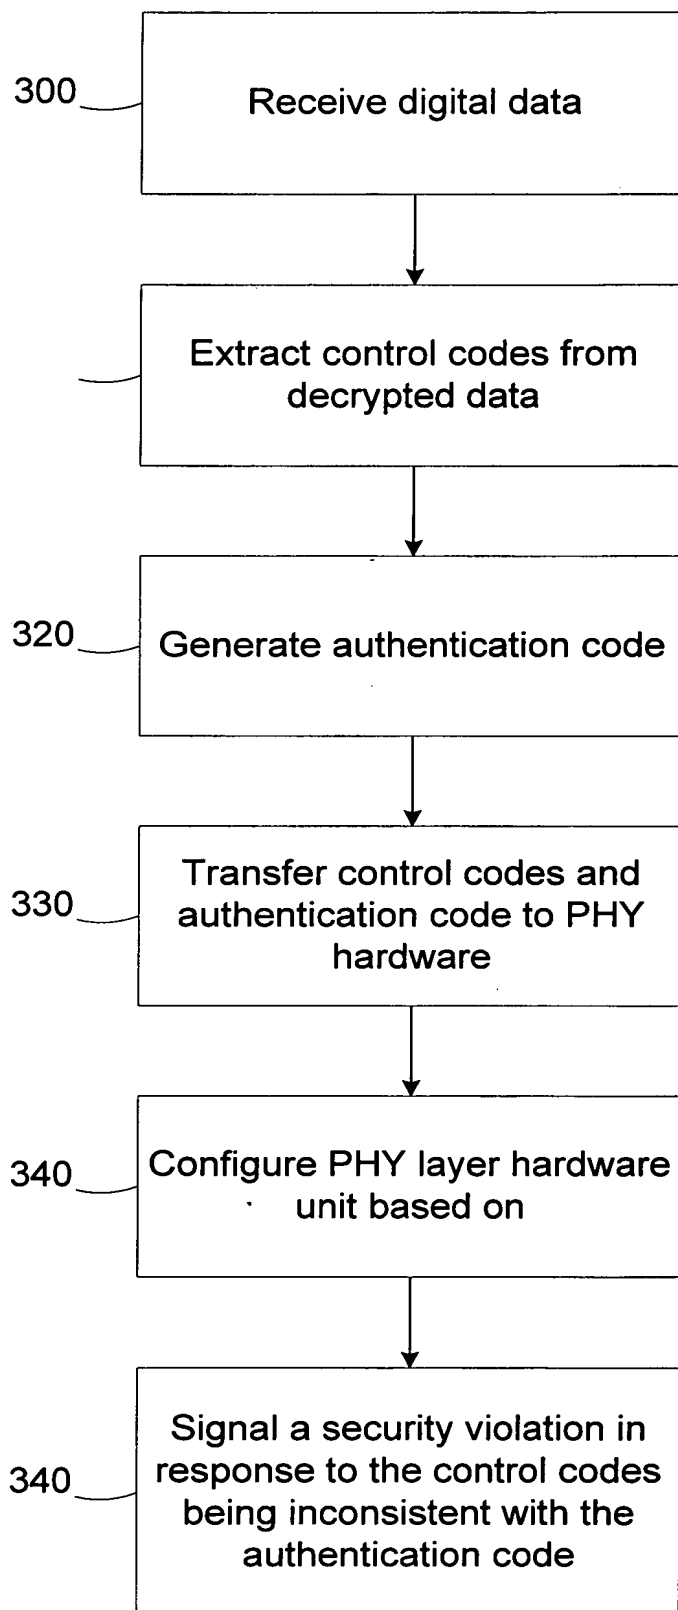 300
Receive digital data
Extract control codes from
decrypted data
320
Generate authentication code
330
Transfer control codes and
authentication code to PHY
hardware
340
Configure PHY layer hardware
unit based on
340
Signal a security violation in
response to the control codes
being inconsistent with the
authentication code